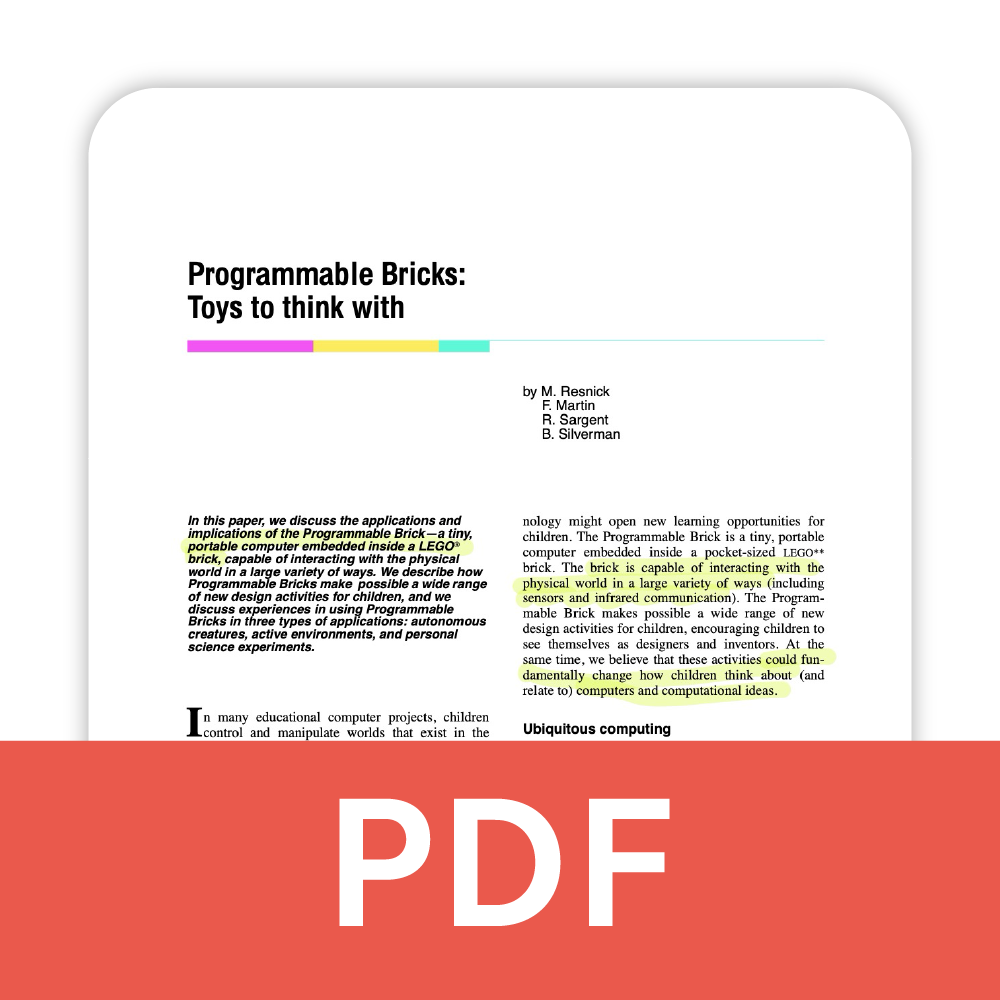 Programmable Bricks:
Toys to think with
by M. Resnick
F. Martin
R. Sargent
B. Silverman
In this paper, we discuss the applications and
implications of the Programmable Brick—a tiny,
portable computer embedded inside a LEGO®
brick, capable of interacting with the physical
world in a large variety of ways. We describe how
Programmable Bricks make possible a wide range
of new design activities for children, and we
discuss experiences in using Programmable
Bricks in three types of applications: autonomous
creatures, active environments, and personal
science experiments.
In many educational computer projects, children
control and manipulate worlds that exist in the
nology might open new learning opportunities for
children. The Programmable Brick is a tiny, portable
computer embedded inside a pocket-sized LEGO**
brick. The brick is capable of interacting with the
physical world in a large variety of ways (including
sensors and infrared communication). The Program-
mable Brick makes possible a wide range of new
design activities for children, encouraging children to
see themselves as designers and inventors. At the
same time, we believe that these activities could fun-
damentally change how children think about (and
relate to) computers and computational ideas.
Ubiquitous computing
PDF